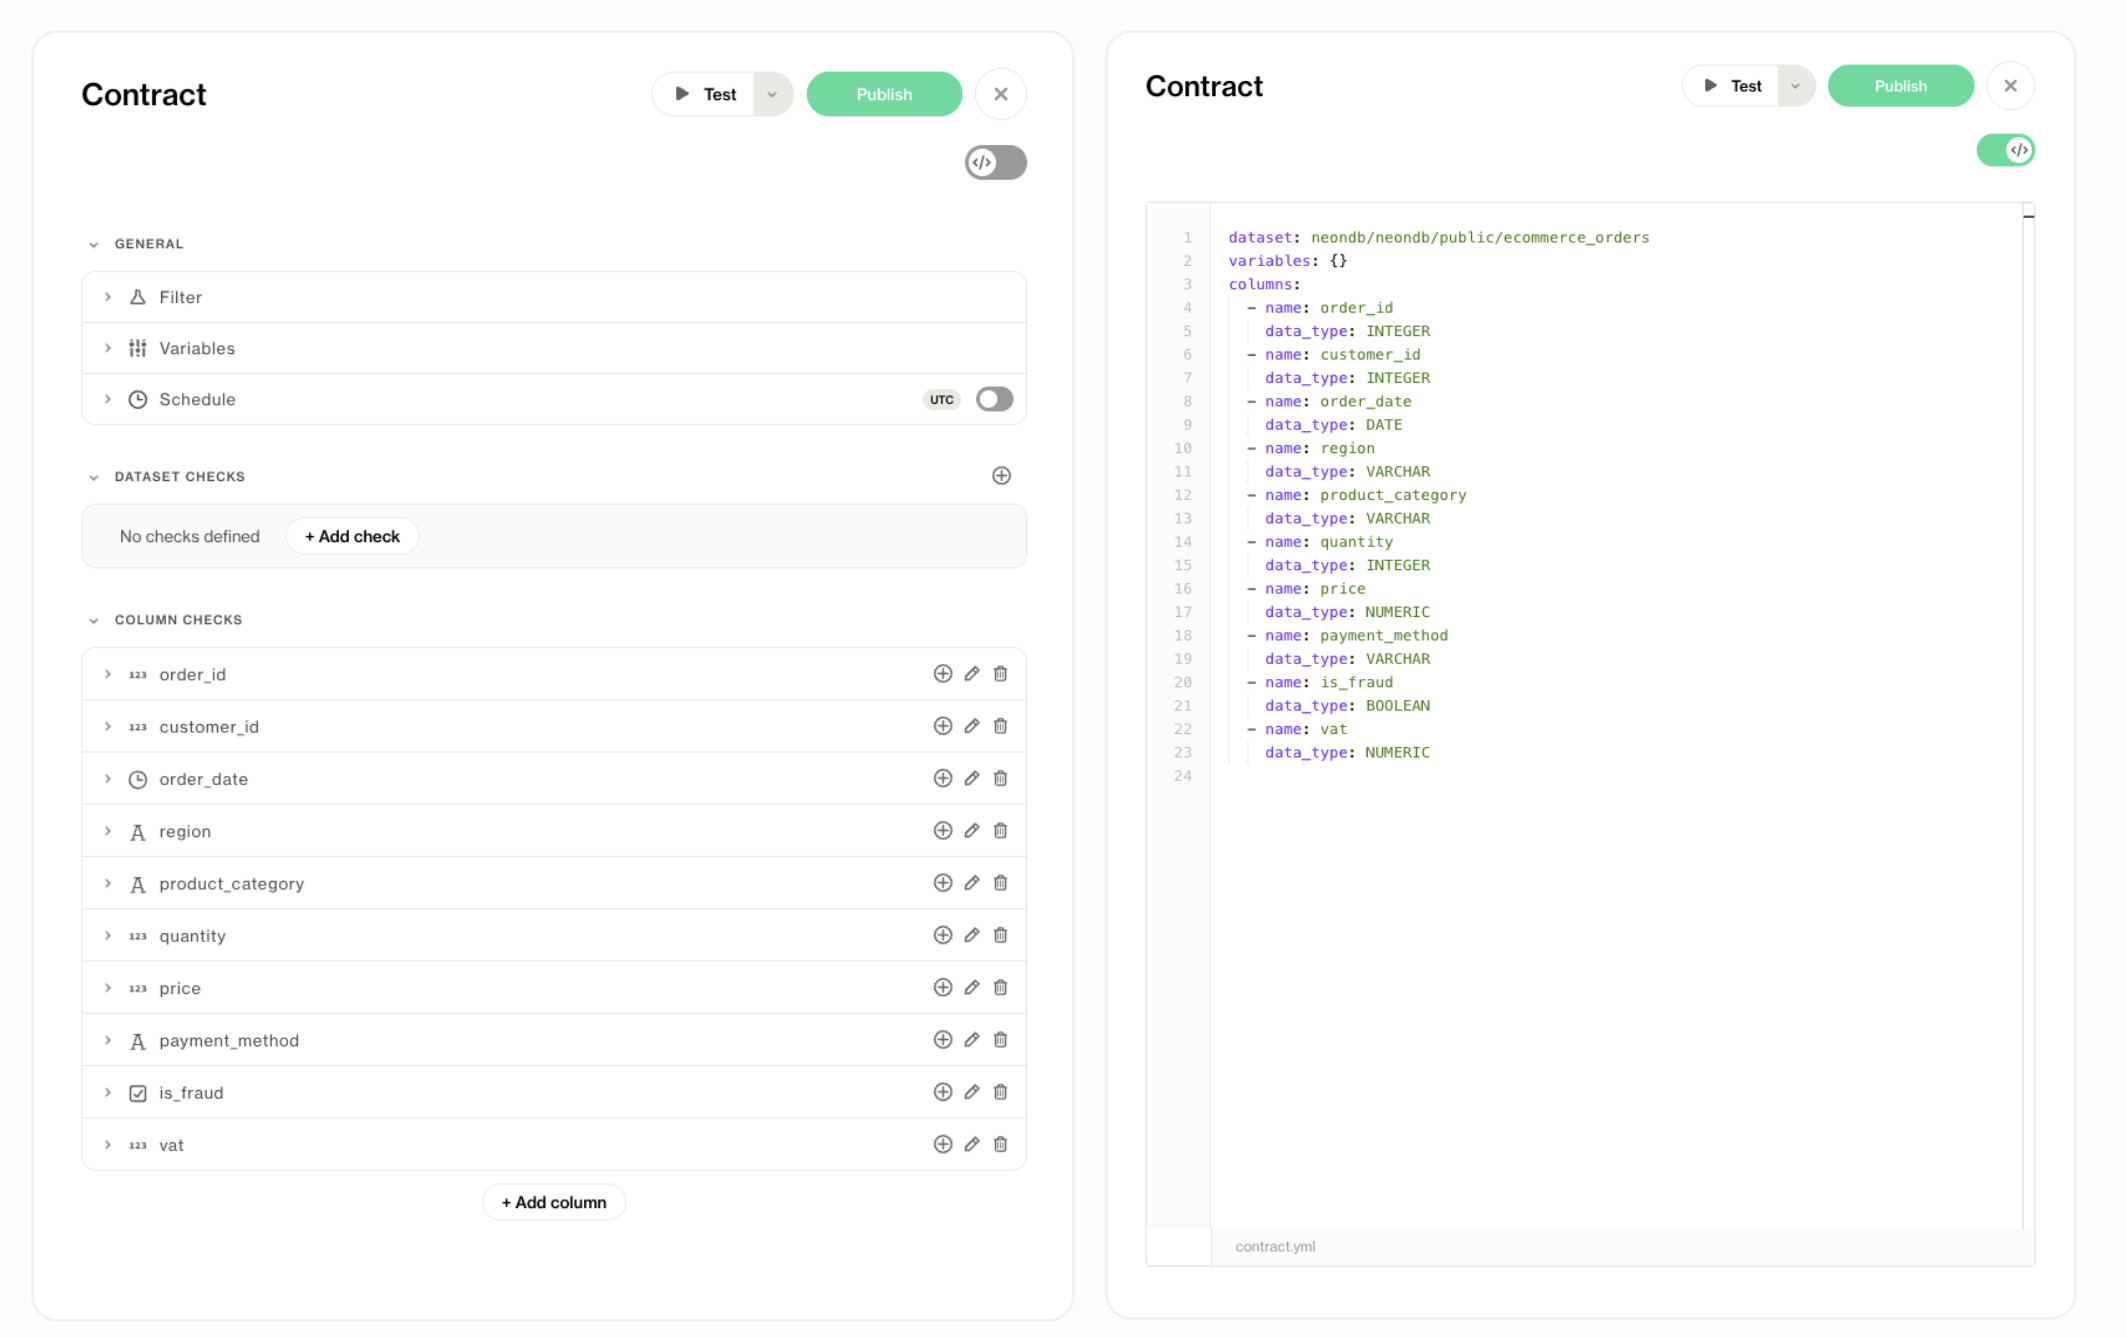 Contract
Test
Publish
</>
GENERAL
Filter
Variables
Schedule
UTC
DATASET CHECKS
No checks defined
+ Add check
COLUMN CHECKS
123 order_id
123 customer_id
order_date
A region
A product_category
123 quantity
123 price
A payment_method
is_fraud
123 vat
+ Add column
Contract
Test
Publish
</>
1 dataset: neondb/neondb/public/ecommerce_orders
2 variables: {}
3 columns:
4 - name: order_id
5 data_type: INTEGER
6 - name: customer_id
7 data_type: INTEGER
8 - name: order_date
9 data_type: DATE
10 - name: region
11 data_type: VARCHAR
12 - name: product_category
13 data_type: VARCHAR
14 - name: quantity
15 data_type: INTEGER
16 - name: price
17 data_type: NUMERIC
18 - name: payment_method
19 data_type: VARCHAR
20 - name: is_fraud
21 data_type: BOOLEAN
22 - name: vat
23 data_type: NUMERIC
24
contract.yml